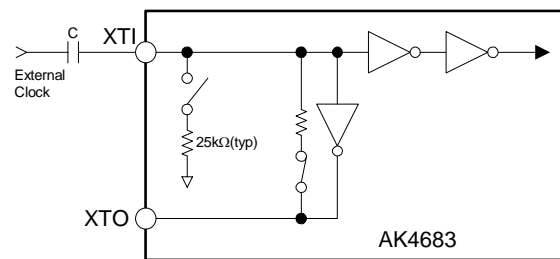 C
XTI
External
Clock
25kΩ(typ)
XTO
AK4683